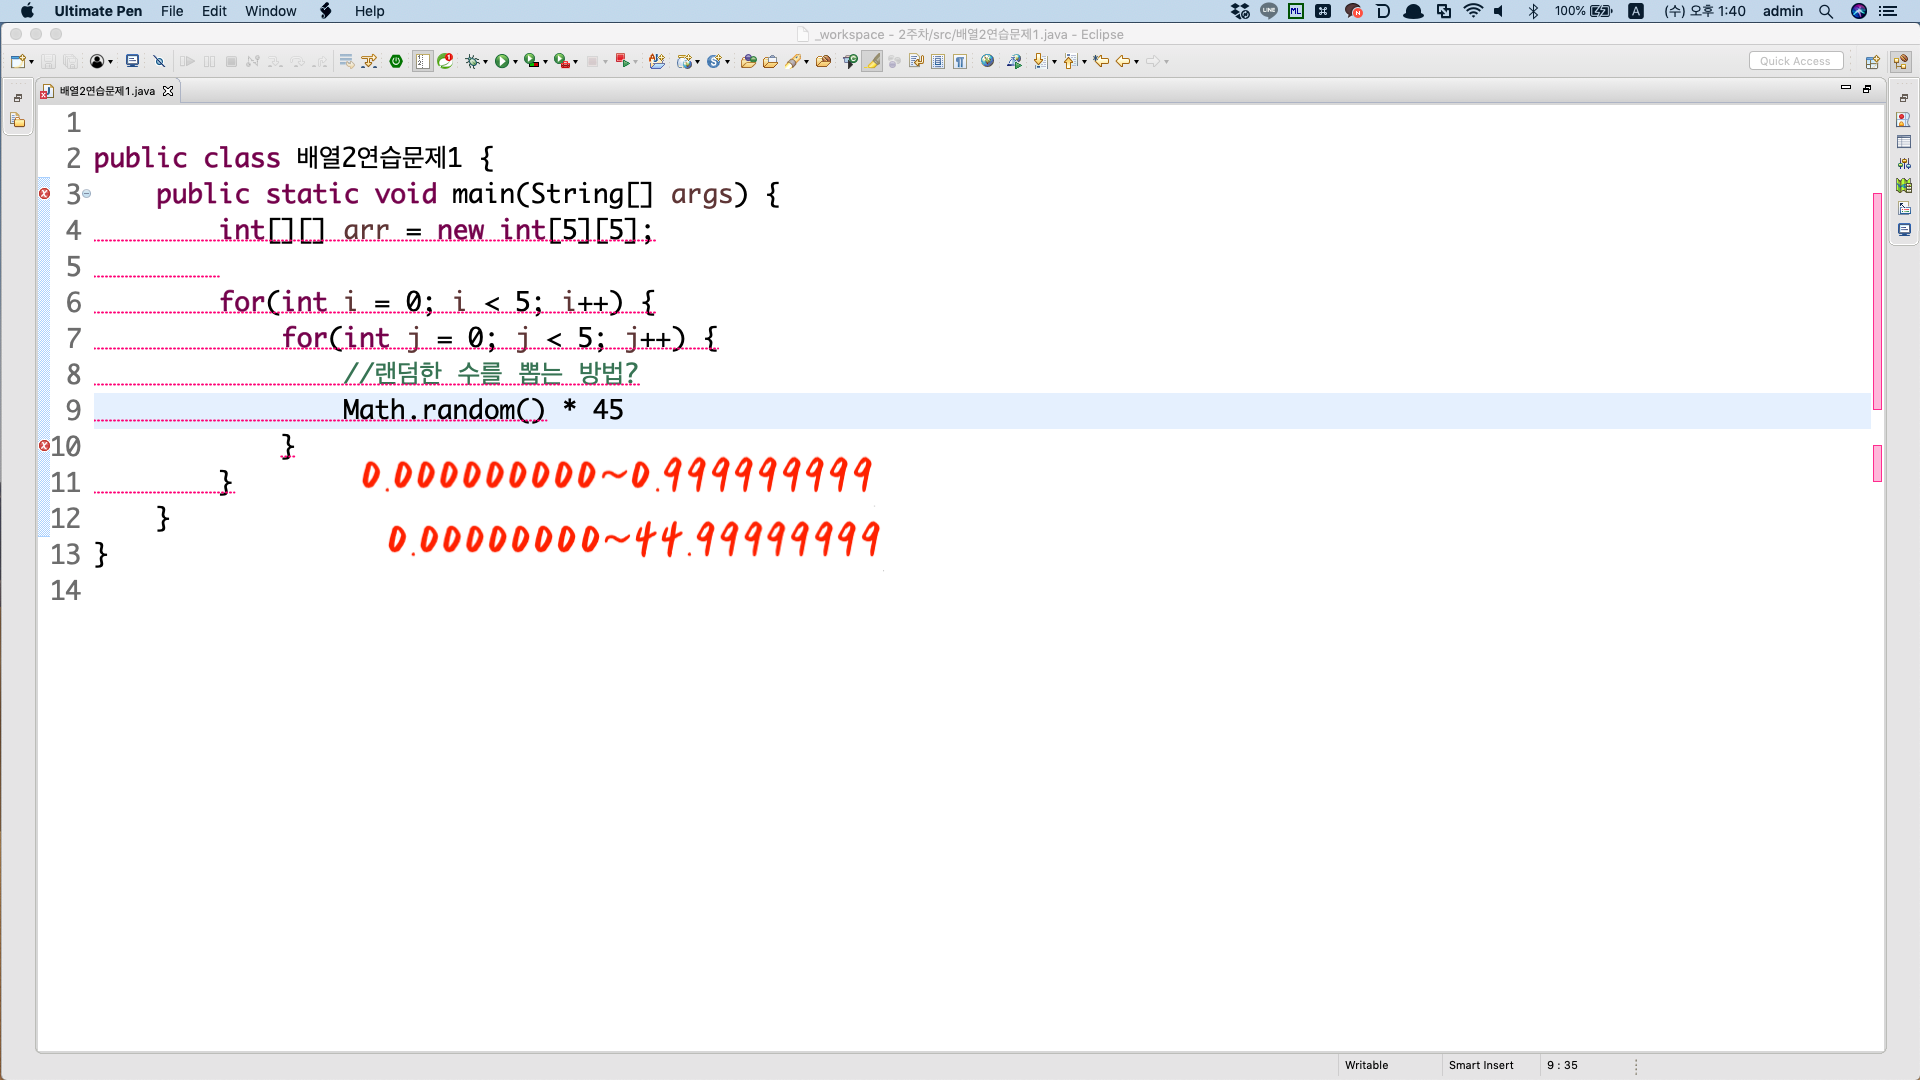 Ultimate Pen File Edit Window Help
LINE ML N 100% A (수) 오후 1:40 admin
_workspace - 2주차/src/배열2연습문제1.java - Eclipse
Quick Access
배열2연습문제1.java
1
2 public class 배열2연습문제1 {
3 public static void main(String[] args) {
4 int[][] arr = new int[5][5];
5
6 for(int i = 0; i < 5; i++) {
7 for(int j = 0; j < 5; j++) {
8 //랜덤한 수를 뽑는 방법?
9 Math.random() * 45
10 }
0.000000000~0.999999999
11 }
12 }
0.00000000~44.99999999
13 }
14
Writable Smart Insert 9 : 35